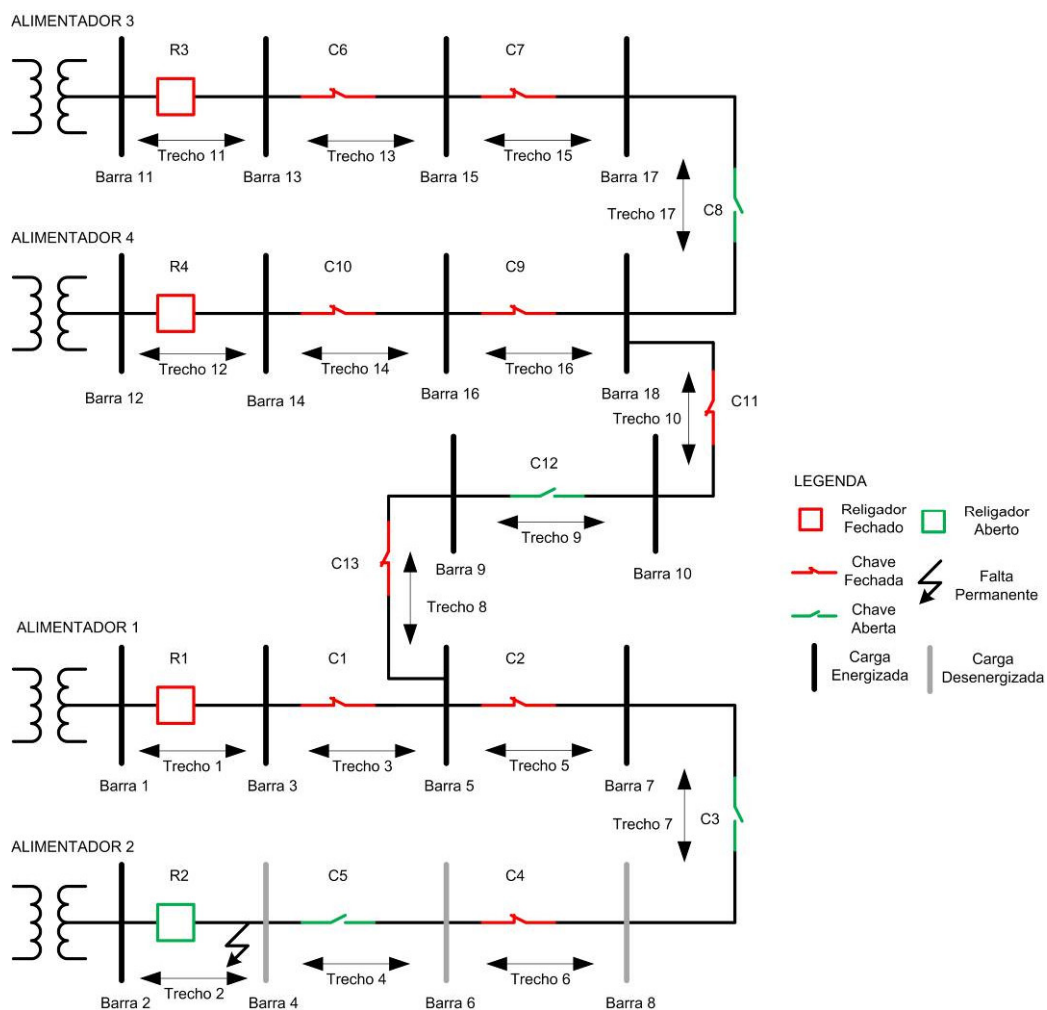 ALIMENTADOR 3
R3
C6
C7
Trecho 11
Trecho 13
Trecho 15
Barra 11
Barra 13
Barra 15
Barra 17
Trecho 17
C8
ALIMENTADOR 4
R4
C10
C9
Trecho 12
Trecho 14
Trecho 16
Barra 12
Barra 14
Barra 16
Barra 18
Trecho 10
C11
C12
Trecho 9
Barra 9
Barra 10
C13
Trecho 8
LEGENDA
Religador
Fechado
Religador
Aberto
Chave
Fechada
Falta
Permanente
Chave
Aberta
Carga
Energizada
Carga
Desenergizada
ALIMENTADOR 1
R1
C1
C2
Trecho 1
Trecho 3
Trecho 5
Barra 1
Barra 3
Barra 5
Barra 7
Trecho 7
C3
ALIMENTADOR 2
R2
C5
C4
Trecho 2
Trecho 4
Trecho 6
Barra 2
Barra 4
Barra 6
Barra 8